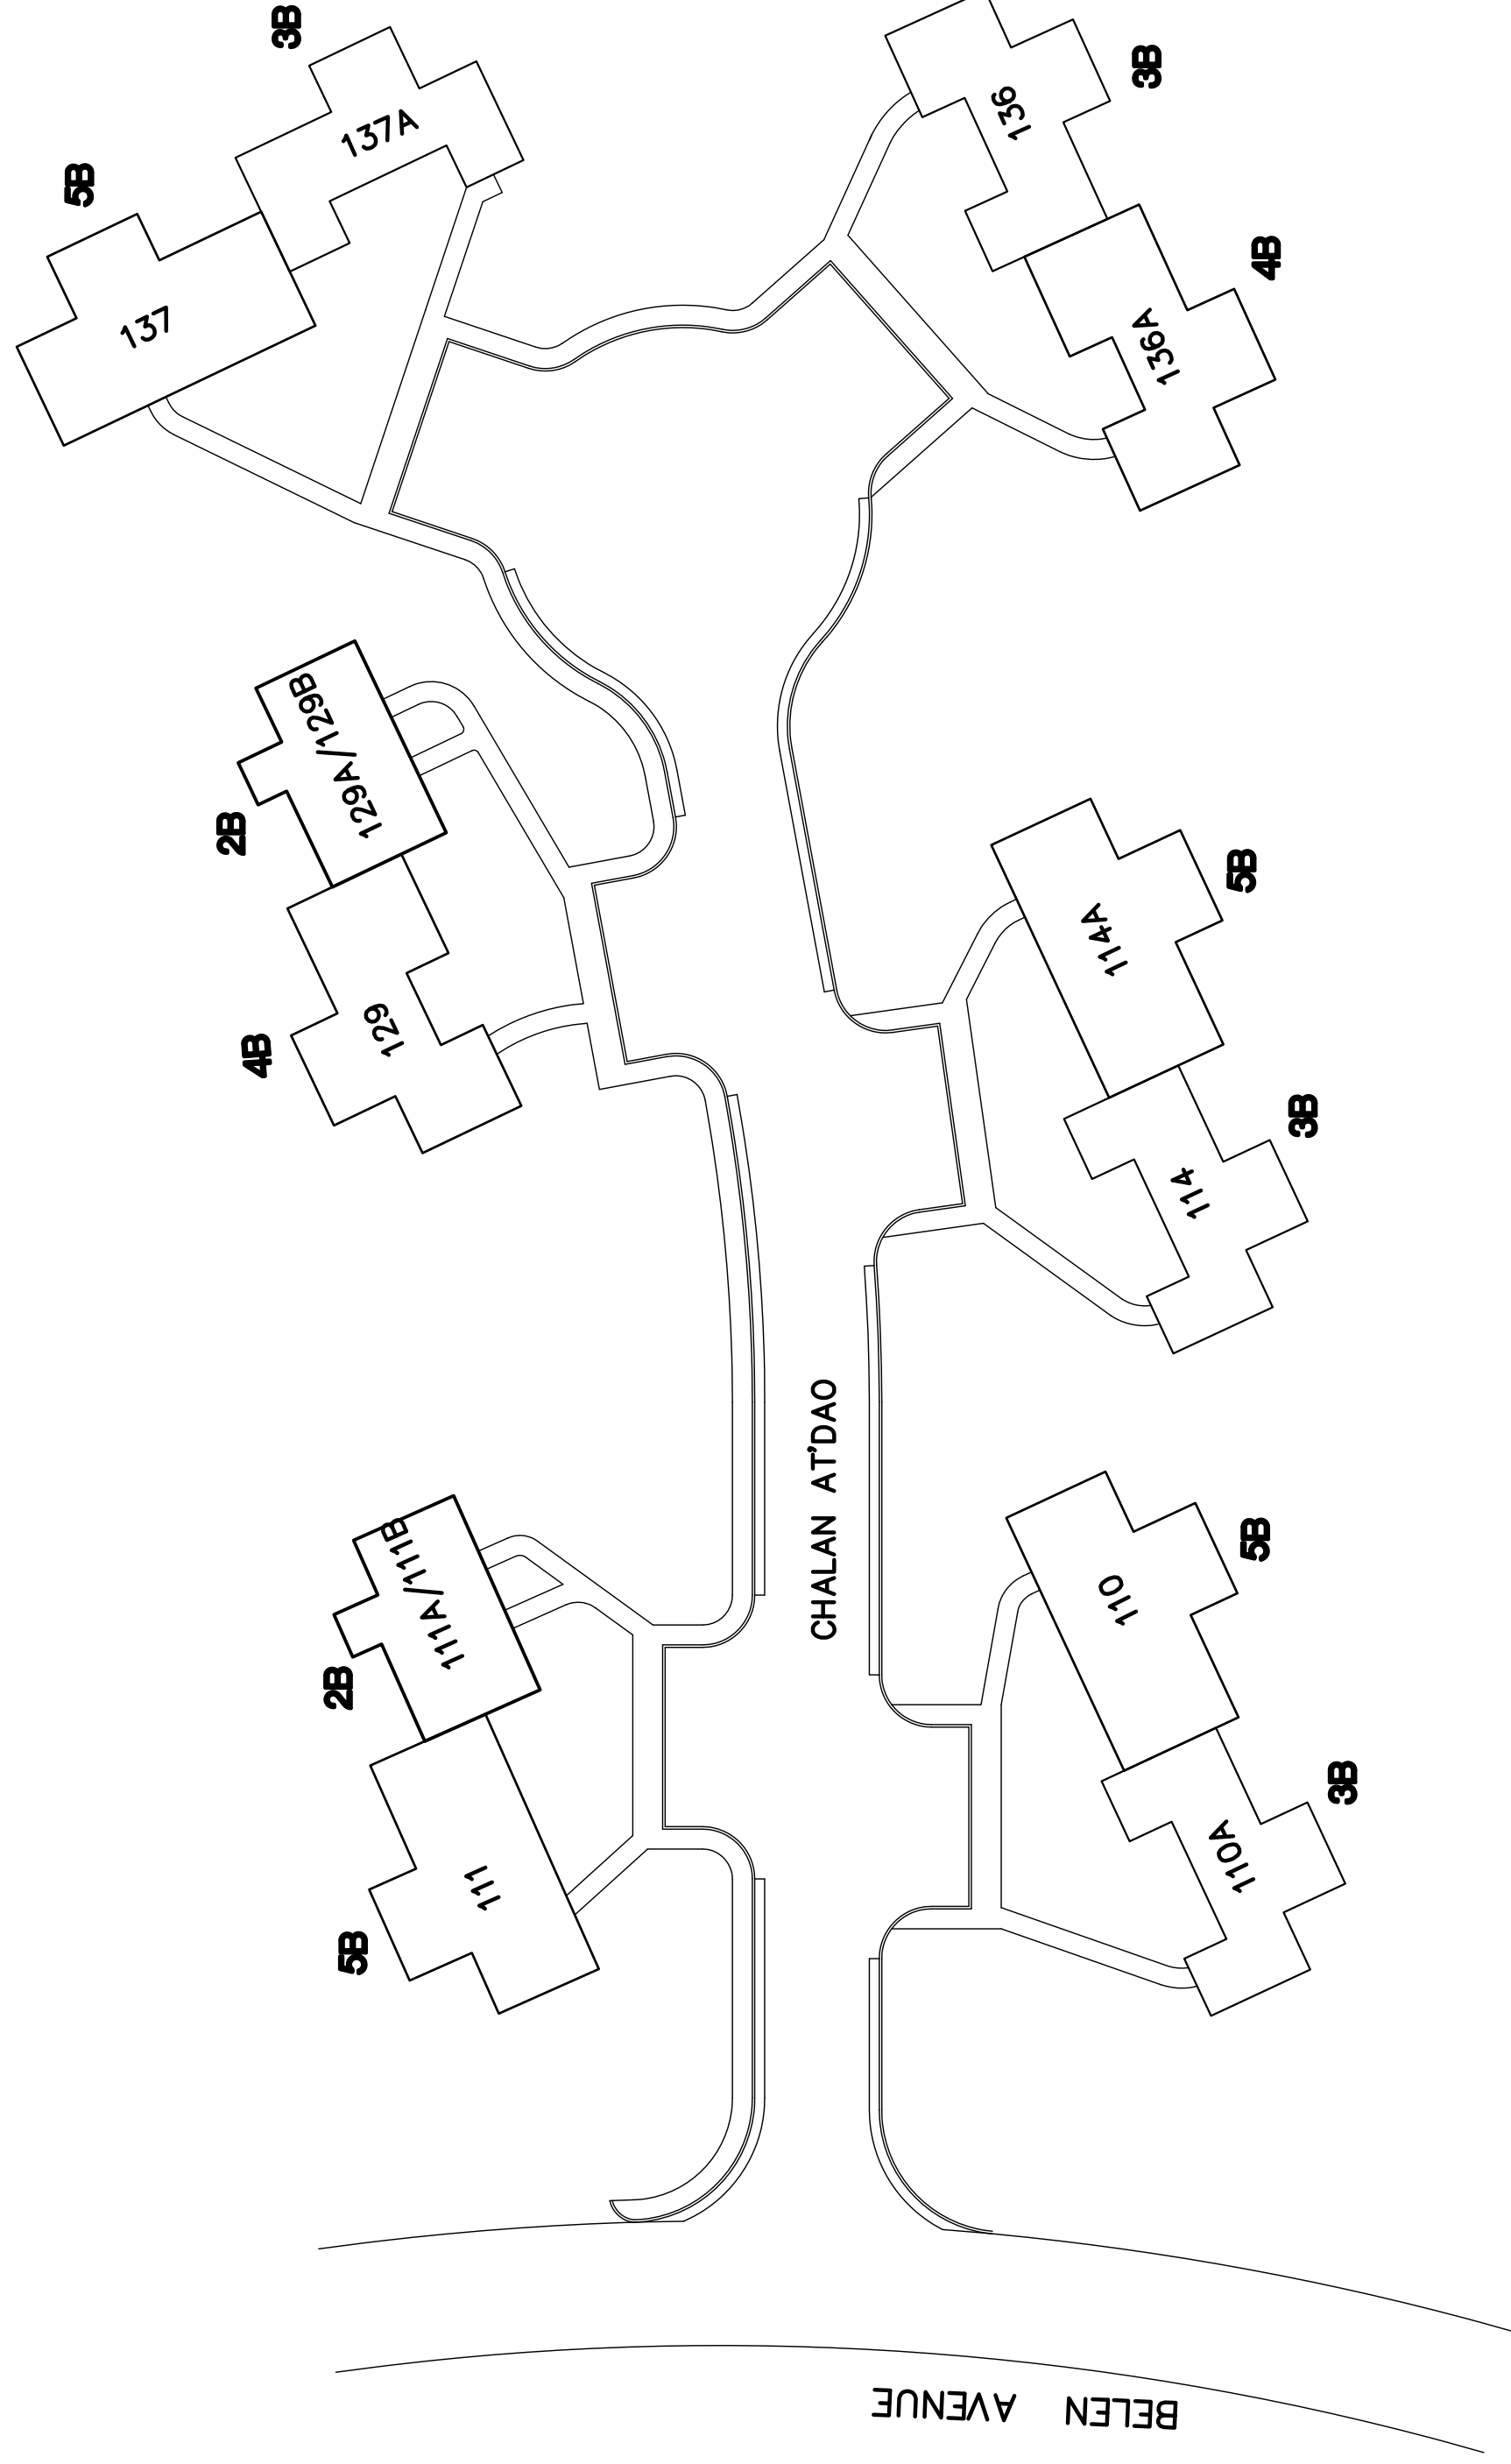 3B
137A
5B
137
136
3B
136A
4B
129A/129B
2B
129
4B
114A
5B
114
3B
CHALAN AT'DAO
111A/111B
2B
111
5B
110
5B
110A
3B
BELEN AVENUE